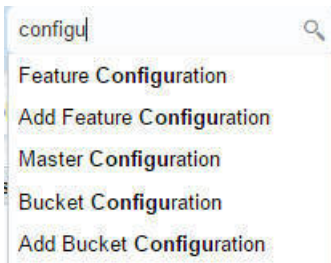 configu
Feature Configuration
Add Feature Configuration
Master Configuration
Bucket Configuration
Add Bucket Configuration